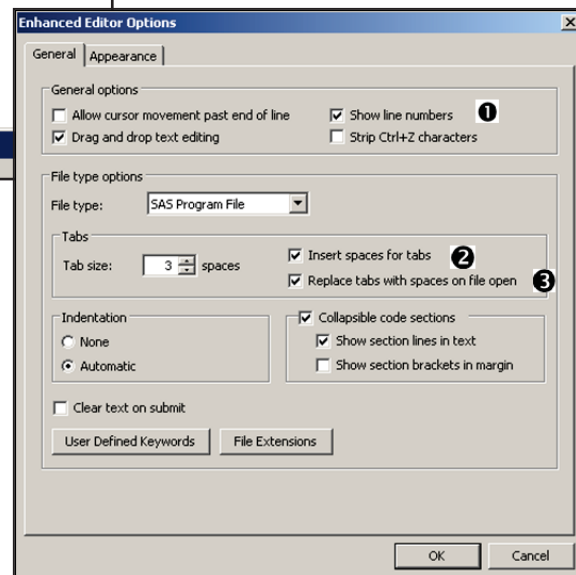 Enhanced Editor Options
General Appearance
General options
Allow cursor movement past end of line
Show line numbers ❶
Drag and drop text editing
Strip Ctrl+Z characters
File type options
File type: SAS Program File
Tabs
Tab size: 3 spaces
Insert spaces for tabs ❷
Replace tabs with spaces on file open ❸
Indentation
None
Automatic
Collapsible code sections
Show section lines in text
Show section brackets in margin
Clear text on submit
User Defined Keywords File Extensions
OK Cancel